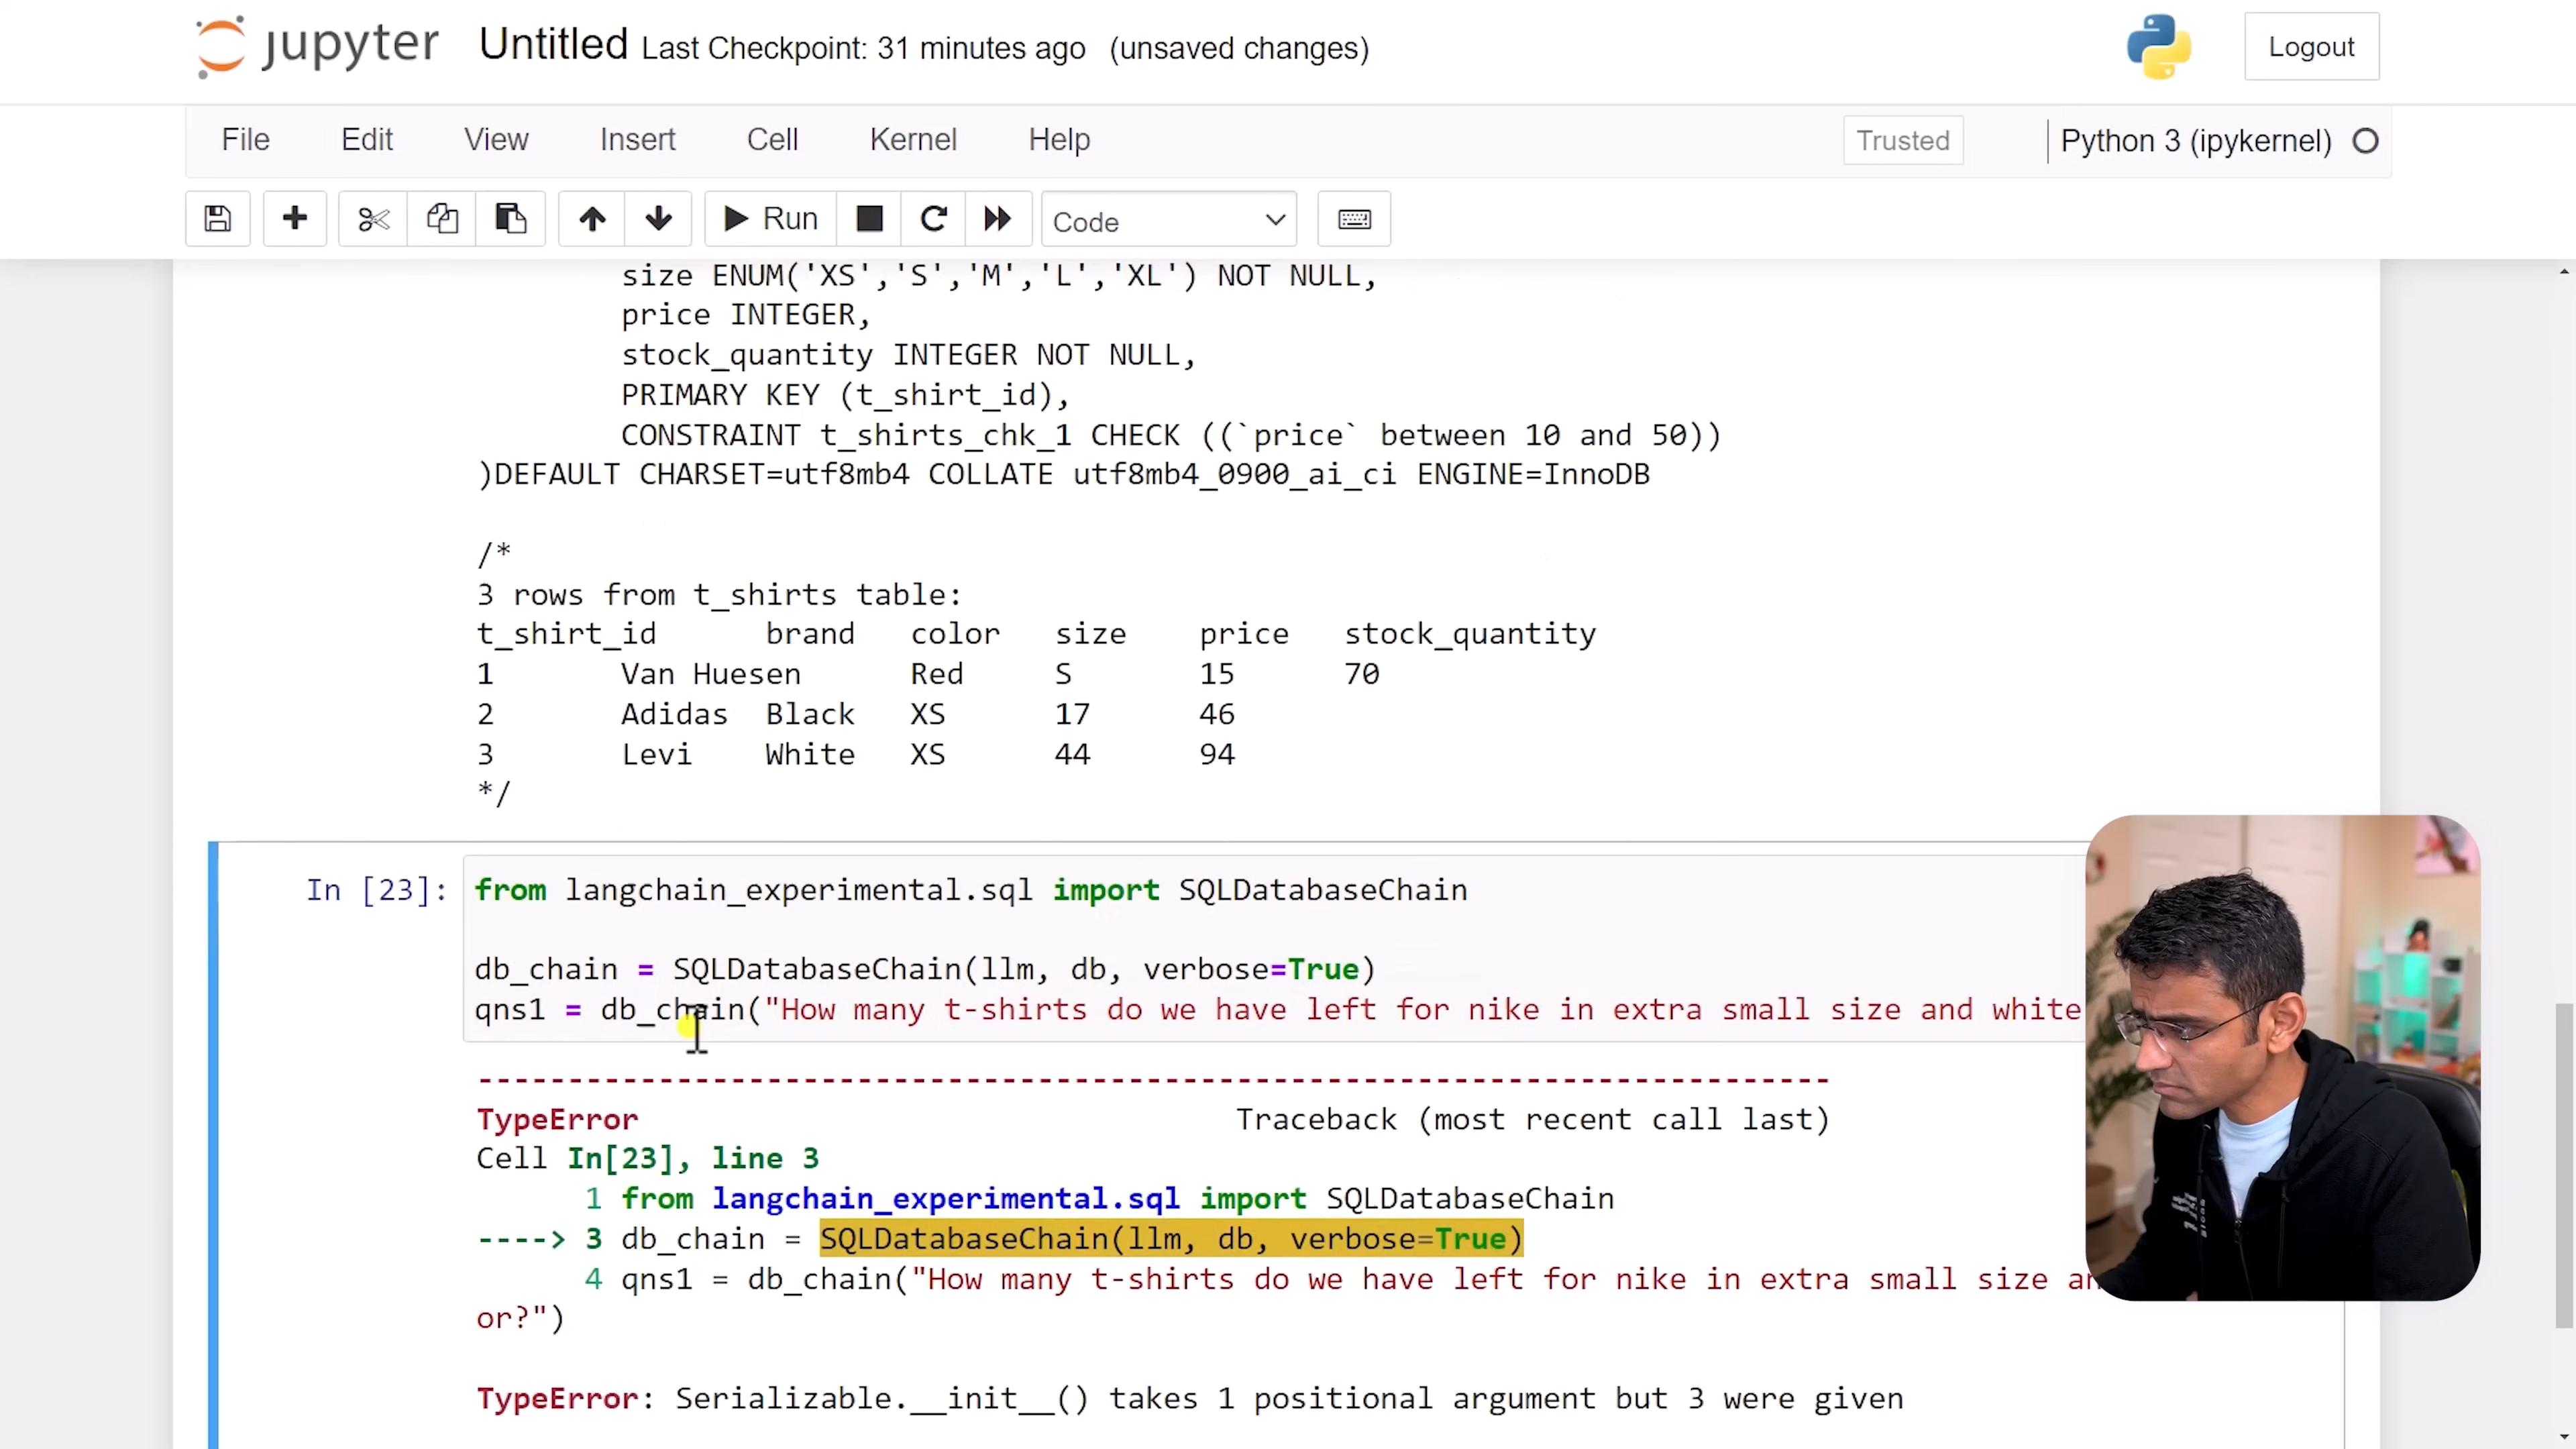 jupyter Untitled Last Checkpoint: 31 minutes ago (unsaved changes) Logout
File Edit View Insert Cell Kernel Help Trusted Python 3 (ipykernel)
Run Code
size ENUM('XS','S','M','L','XL') NOT NULL,
price INTEGER,
stock_quantity INTEGER NOT NULL,
PRIMARY KEY (t_shirt_id),
CONSTRAINT t_shirts_chk_1 CHECK ((`price` between 10 and 50))
)DEFAULT CHARSET=utf8mb4 COLLATE utf8mb4_0900_ai_ci ENGINE=InnoDB
/*
3 rows from t_shirts table:
t_shirt_id brand color size price stock_quantity
1 Van Huesen Red S 15 70
2 Adidas Black XS 17 46
3 Levi White XS 44 94
*/
In [23]: from langchain_experimental.sql import SQLDatabaseChain
db_chain = SQLDatabaseChain(llm, db, verbose=True)
qns1 = db_chain("How many t-shirts do we have left for nike in extra small size and white
---------------------------------------------------------------------------
TypeError Traceback (most recent call last)
Cell In[23], line 3
1 from langchain_experimental.sql import SQLDatabaseChain
----> 3 db_chain = SQLDatabaseChain(llm, db, verbose=True)
4 qns1 = db_chain("How many t-shirts do we have left for nike in extra small size an
or?")
TypeError: Serializable.__init__() takes 1 positional argument but 3 were given